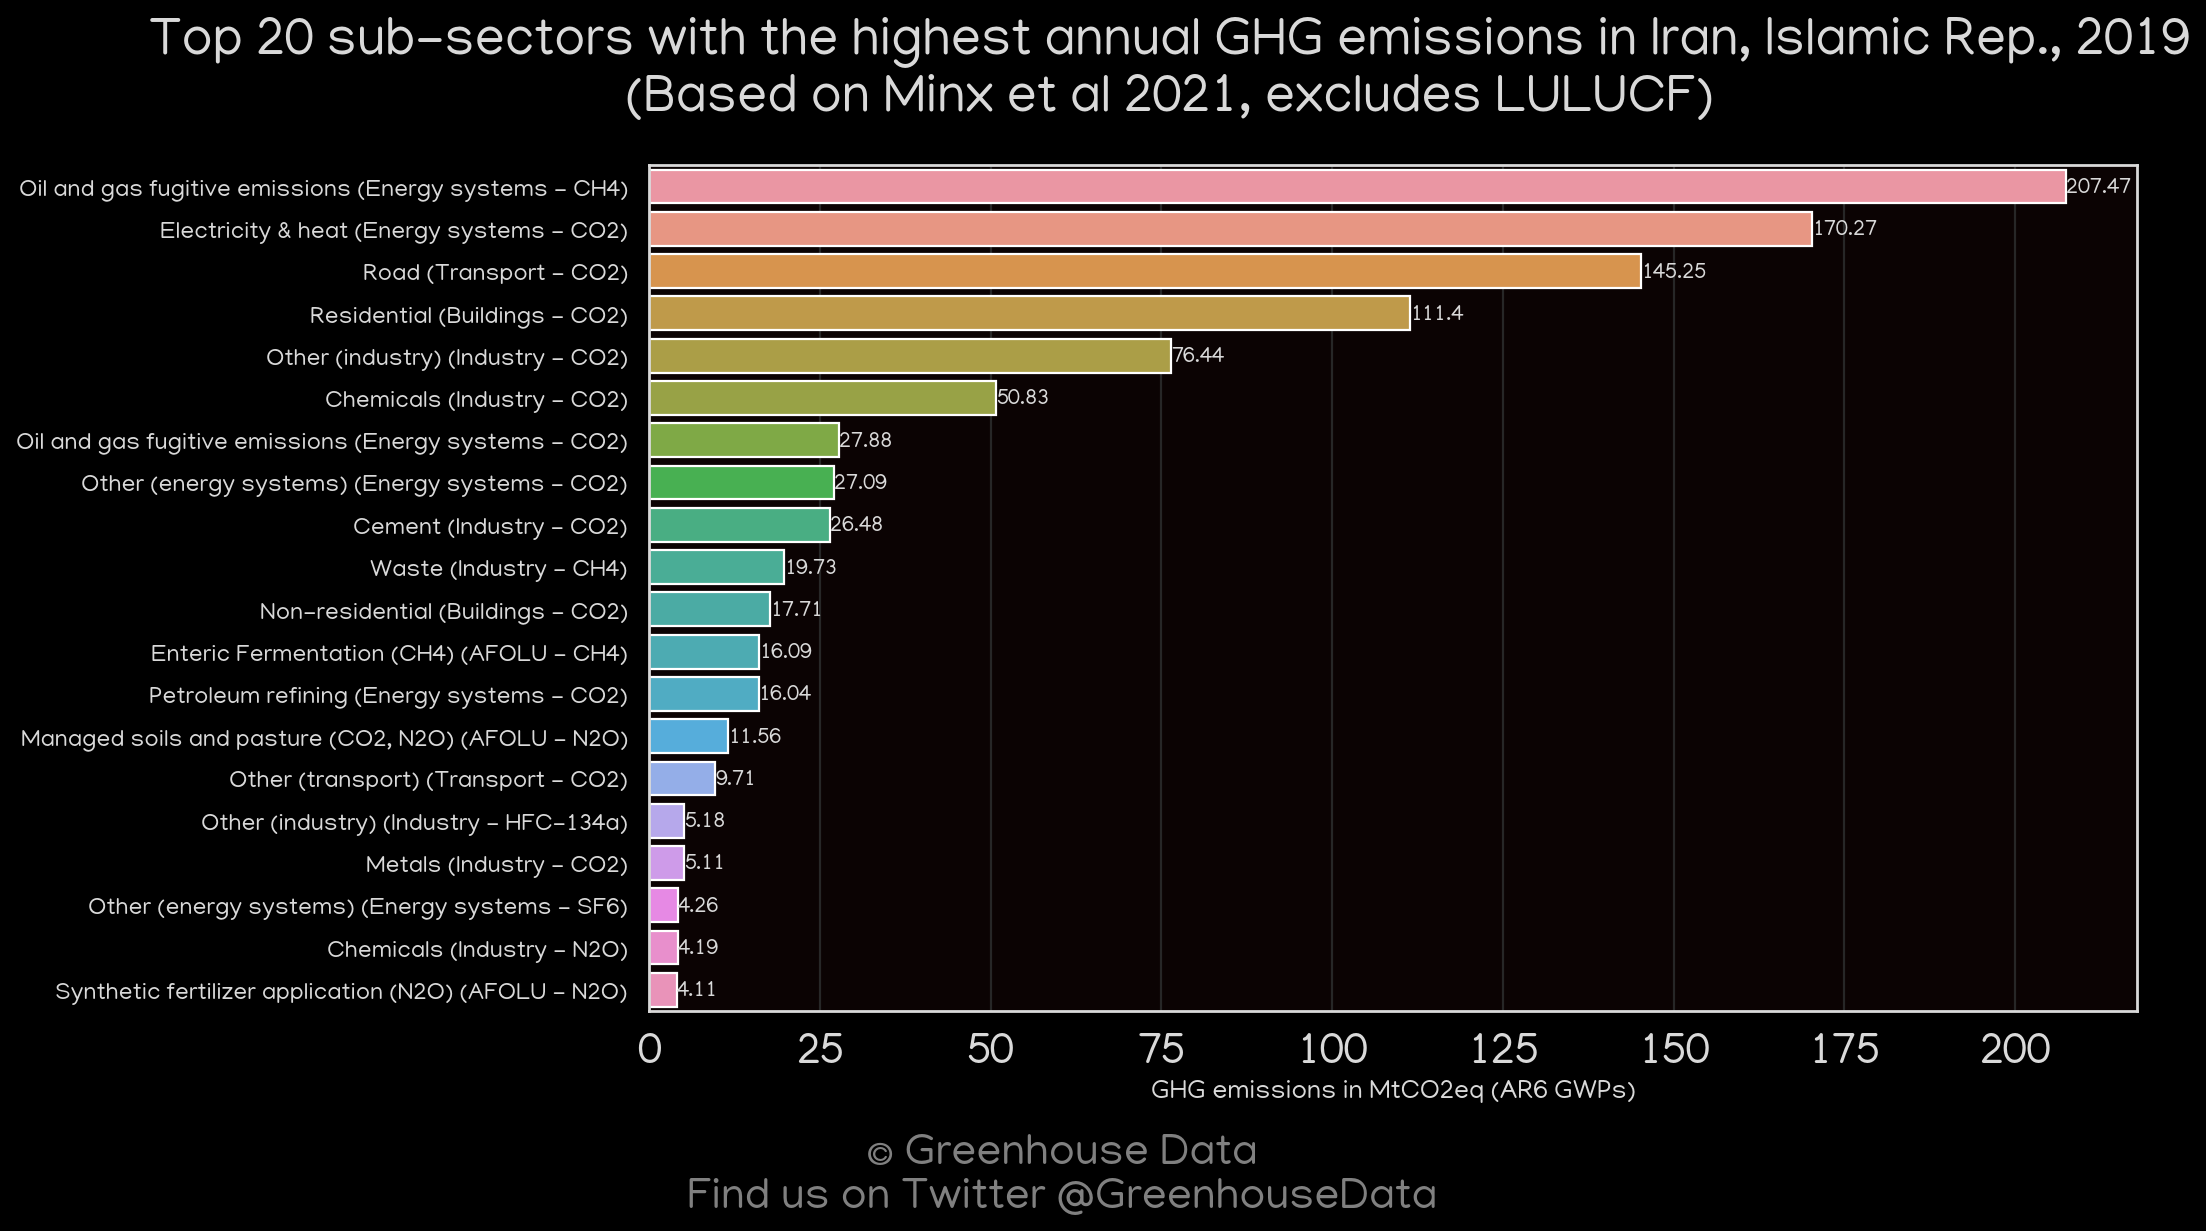 Top 20 sub-sectors with the highest annual GHG emissions in Iran, Islamic Rep., 2019
(Based on Minx et al 2021, excludes LULUCF)
Oil and gas fugitive emissions (Energy systems - CH4) 207.47
Electricity & heat (Energy systems - CO2) 170.27
Road (Transport - CO2) 145.25
Residential (Buildings - CO2) 111.4
Other (industry) (Industry - CO2) 76.44
Chemicals (Industry - CO2) 50.83
Oil and gas fugitive emissions (Energy systems - CO2) 27.88
Other (energy systems) (Energy systems - CO2) 27.09
Cement (Industry - CO2) 26.48
Waste (Industry - CH4) 19.73
Non-residential (Buildings - CO2) 17.71
Enteric Fermentation (CH4) (AFOLU - CH4) 16.09
Petroleum refining (Energy systems - CO2) 16.04
Managed soils and pasture (CO2, N2O) (AFOLU - N2O) 11.56
Other (transport) (Transport - CO2) 9.71
Other (industry) (Industry - HFC-134a) 5.18
Metals (Industry - CO2) 5.11
Other (energy systems) (Energy systems - SF6) 4.26
Chemicals (Industry - N2O) 4.19
Synthetic fertilizer application (N2O) (AFOLU - N2O) 4.11
0 25 50 75 100 125 150 175 200
GHG emissions in MtCO2eq (AR6 GWPs)
© Greenhouse Data
Find us on Twitter @GreenhouseData